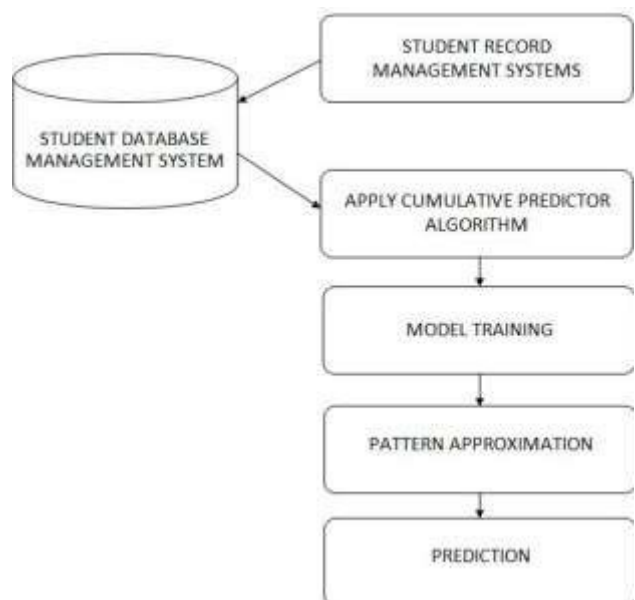 STUDENT RECORD
MANAGEMENT SYSTEMS
STUDENT DATABASE
MANAGEMENT SYSTEM
APPLY CUMULATIVE PREDICTOR
ALGORITHM
MODEL TRAINING
PATTERN APPROXIMATION
PREDICTION